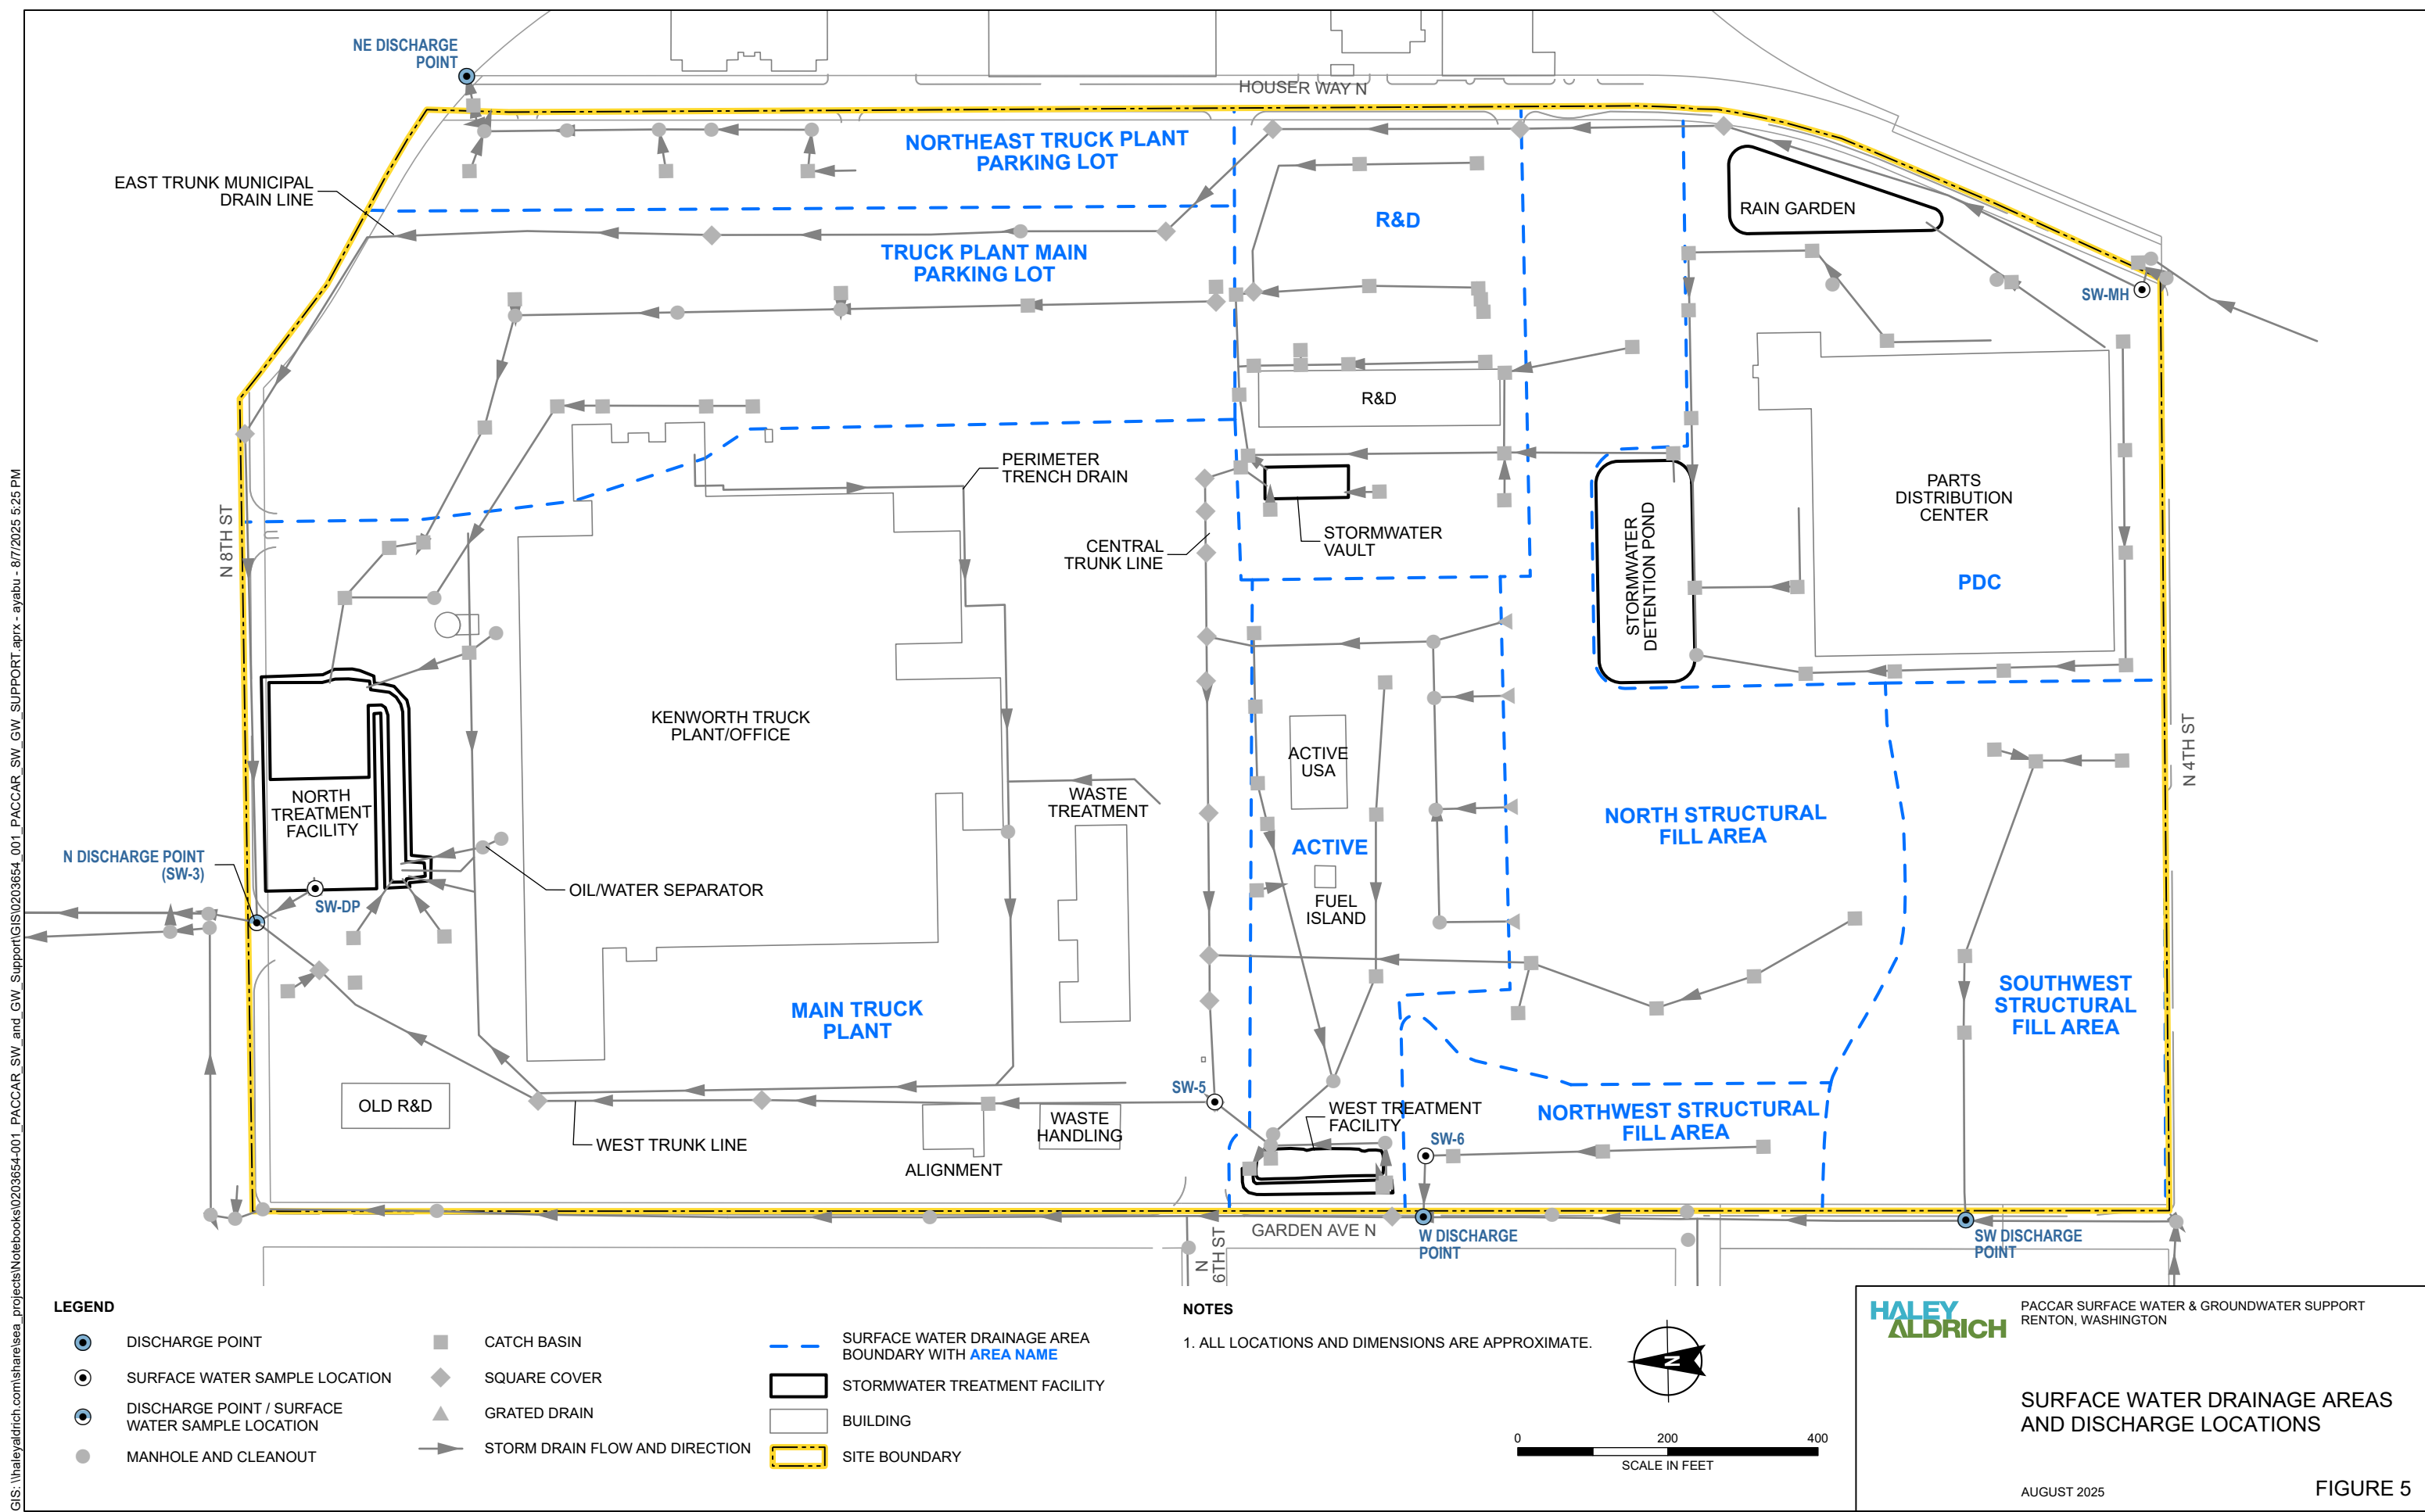 NE DISCHARGE
POINT
HOUSER WAY N
NORTHEAST TRUCK PLANT
PARKING LOT
EAST TRUNK MUNICIPAL
DRAIN LINE
R&D
RAIN GARDEN
TRUCK PLANT MAIN
PARKING LOT
SW-MH
R&D
PERIMETER
TRENCH DRAIN
PARTS
DISTRIBUTION
CENTER
N 8TH ST
STORMWATER
VAULT
CENTRAL
TRUNK LINE
STORMWATER
DETENTION POND
PDC
KENWORTH TRUCK
PLANT/OFFICE
ACTIVE
USA
N 4TH ST
NORTH
TREATMENT
FACILITY
WASTE
TREATMENT
NORTH STRUCTURAL
FILL AREA
ACTIVE
N DISCHARGE POINT
(SW-3)
OIL/WATER SEPARATOR
SW-DP
FUEL
ISLAND
MAIN TRUCK
PLANT
SOUTHWEST
STRUCTURAL
FILL AREA
SW-5
OLD R&D
WASTE
HANDLING
WEST TREATMENT
FACILITY
NORTHWEST STRUCTURAL
FILL AREA
WEST TRUNK LINE
SW-6
ALIGNMENT
GARDEN AVE N
N
6TH ST
W DISCHARGE
POINT
SW DISCHARGE
POINT
GIS: \\haleyaldrich.com\share\sea_projects\Notebooks\0203654-001_PACCAR_SW_and_GW_Support\GIS\0203654_001_PACCAR_SW_GW_SUPPORT.aprx - ayabu - 8/7/2025 5:25 PM
LEGEND
DISCHARGE POINT
SURFACE WATER SAMPLE LOCATION
DISCHARGE POINT / SURFACE
WATER SAMPLE LOCATION
MANHOLE AND CLEANOUT
CATCH BASIN
SQUARE COVER
GRATED DRAIN
STORM DRAIN FLOW AND DIRECTION
SURFACE WATER DRAINAGE AREA
BOUNDARY WITH AREA NAME
STORMWATER TREATMENT FACILITY
BUILDING
SITE BOUNDARY
NOTES
1. ALL LOCATIONS AND DIMENSIONS ARE APPROXIMATE.
N
0 200 400
SCALE IN FEET
HALEY
ALDRICH
PACCAR SURFACE WATER & GROUNDWATER SUPPORT
RENTON, WASHINGTON
SURFACE WATER DRAINAGE AREAS
AND DISCHARGE LOCATIONS
AUGUST 2025
FIGURE 5